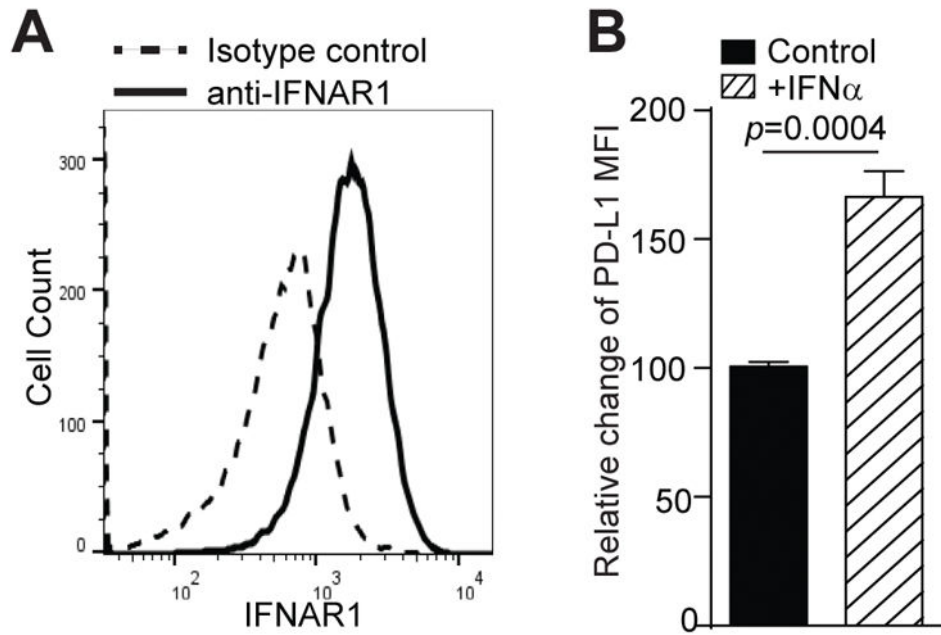 A
Isotype control
anti-IFNAR1
Cell Count
300
200
100
0
10²
10³
10⁴
IFNAR1
B
Control
+IFNα
p=0.0004
Relative change of PD-L1 MFI
200
150
100
50
0